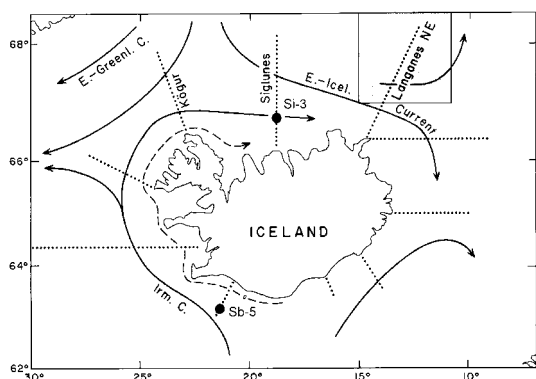 68°
66°
64°
62°
30°
25°
20°
15°
10°
E.-Greenl. C.
Kögur
Siglunes
Si-3
E.-Icel.
Current
Langanes NE
ICELAND
Irm. C.
Sb-5